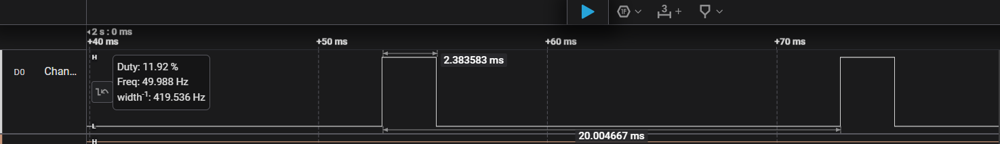 1F
3
+
2 s : 0 ms
+40 ms
+50 ms
+60 ms
+70 ms
D0 Chan...
H
Duty: 11.92 %
Freq: 49.988 Hz
width-1: 419.536 Hz
2.383583 ms
L
20.004667 ms
H